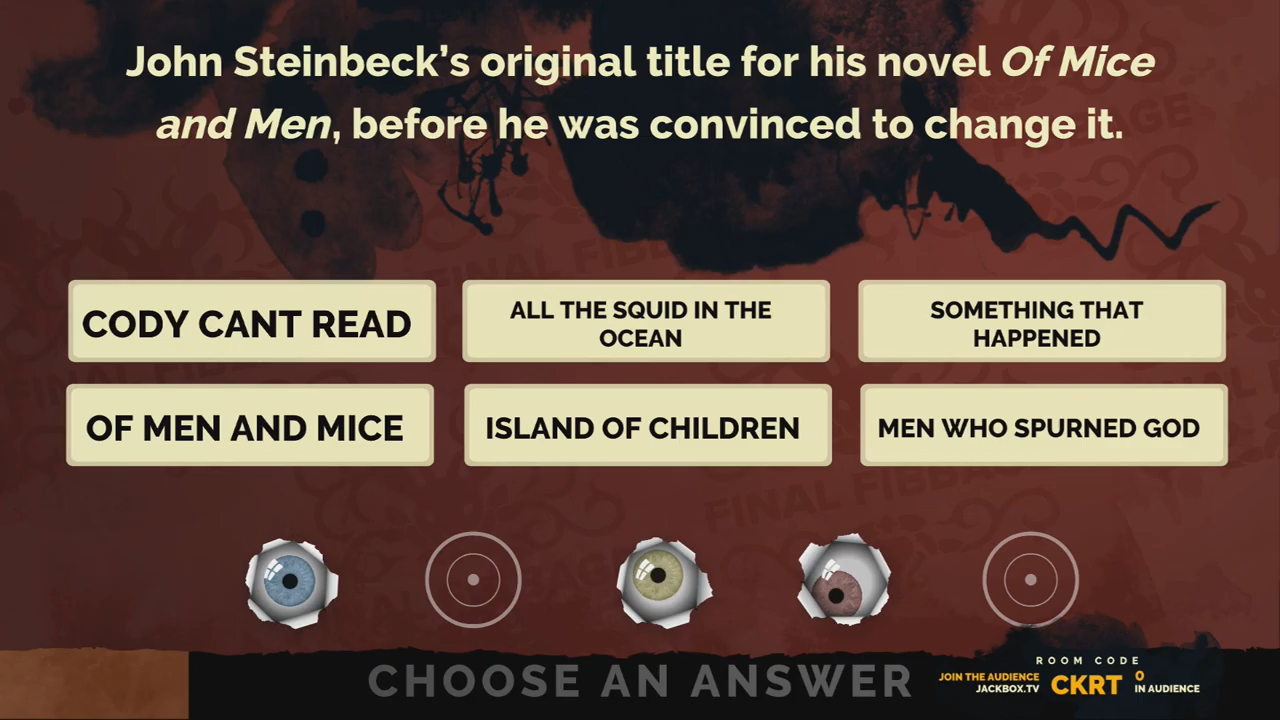 John Steinbeck’s original title for his novel Of Mice
and Men, before he was convinced to change it.
CODY CANT READ
ALL THE SQUID IN THE
OCEAN
SOMETHING THAT
HAPPENED
OF MEN AND MICE
ISLAND OF CHILDREN
MEN WHO SPURNED GOD
CHOOSE AN ANSWER
ROOM CODE
JOIN THE AUDIENCE
JACKBOX.TV
CKRT
0
IN AUDIENCE
FINAL FIBBAGE